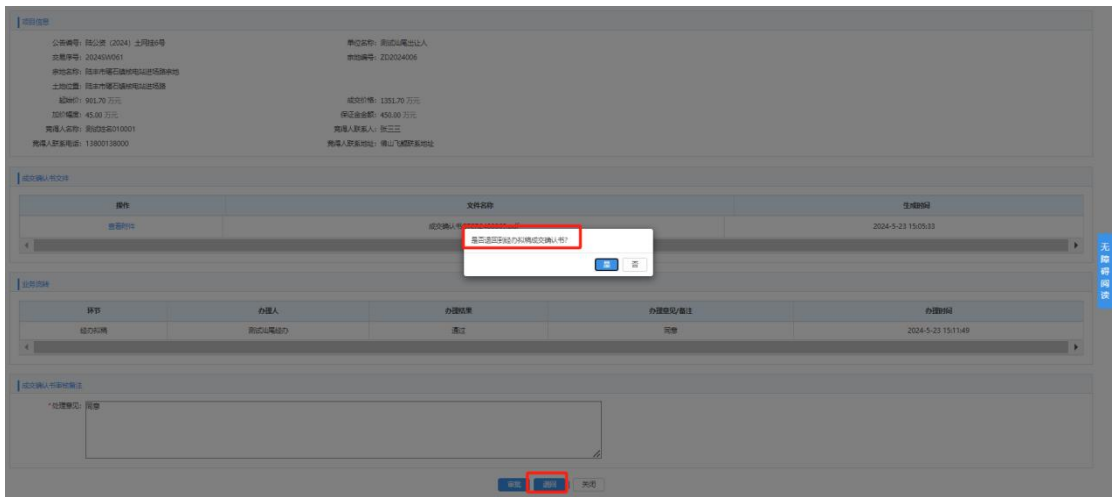 项目信息
公告编号: 陆公资（2024）土网挂6号 单位名称: 测试汕尾出让人
交易序号: 2024SW061 宗地编号: ZD2024006
宗地名称: 陆丰市碣石镇核电站进场路宗地
土地位置: 陆丰市碣石镇核电站进场路
起始价: 901.70 万元 成交价格: 1351.70 万元
加价幅度: 45.00 万元 保证金金额: 450.00 万元
竞得人名称: 测试姓名010001 竞得人联系人: 张三三
竞得人联系电话: 13800138000 竞得人联系地址: 佛山飞麒联系地址
成交确认书文件
操作 文件名称 生成时间
查看附件 成交确认书 2024-5-23 15:05:33
是否退回到经办拟稿成交确认书?
是 否
业务流转
环节 办理人 办理结果 办理意见/备注 办理时间
经办拟稿 测试汕尾经办 通过 同意 2024-5-23 15:11:49
成交确认书审核备注
*处理意见: 同意
审批 退回 关闭
无障碍阅读